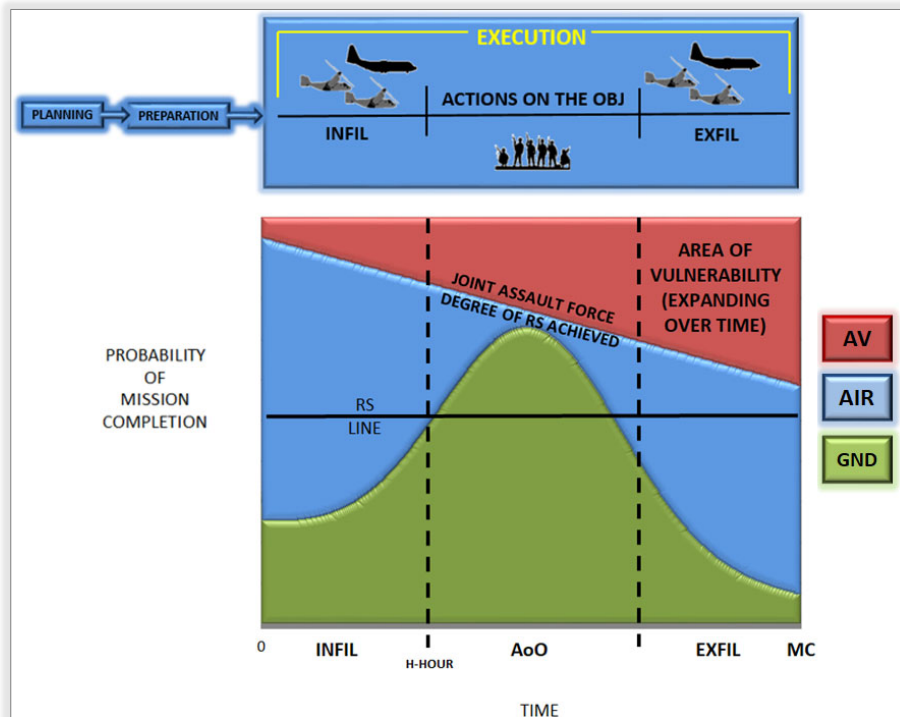 EXECUTION
PLANNING
PREPARATION
ACTIONS ON THE OBJ
INFIL
EXFIL
AREA OF
VULNERABILITY
(EXPANDING
OVER TIME)
JOINT ASSAULT FORCE
DEGREE OF RS ACHIEVED
PROBABILITY
OF
MISSION
COMPLETION
RS
LINE
AV
AIR
GND
0
INFIL
H-HOUR
AoO
EXFIL
MC
TIME